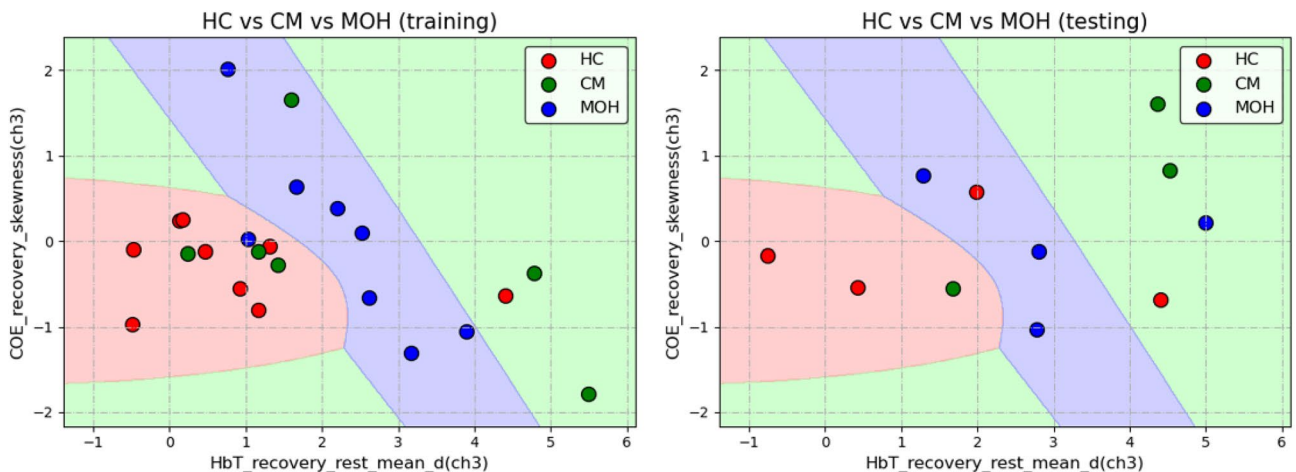 HC vs CM vs MOH (training)
HC
CM
MOH
COE_recovery_skewness(ch3)
2
1
0
−1
−2
−1
0
1
2
3
4
5
6
HbT_recovery_rest_mean_d(ch3)
HC vs CM vs MOH (testing)
HC
CM
MOH
COE_recovery_skewness(ch3)
2
1
0
−1
−2
−1
0
1
2
3
4
5
6
HbT_recovery_rest_mean_d(ch3)